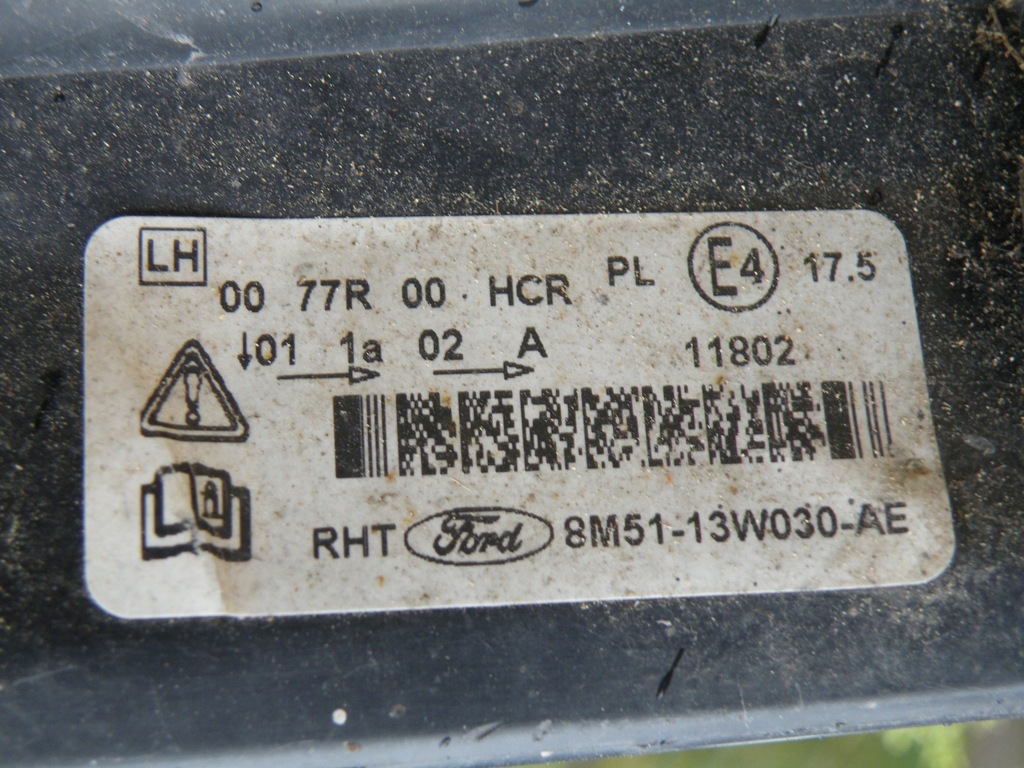 LH
00 77R 00 HCR PL E4 17.5
↓01 1a 02 A 11802
RHT Ford 8M51-13W030-AE